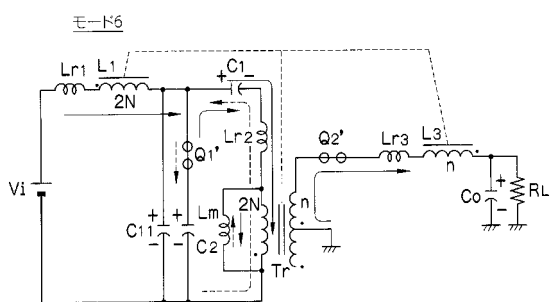 モード6
Lr1
L1
2N
C1
+
-
Lr2
Q1'
Vi
+
-
C11
+
-
C2
Lm
2N
n
Tr
Q2'
Lr3
L3
n
Co
+
-
RL